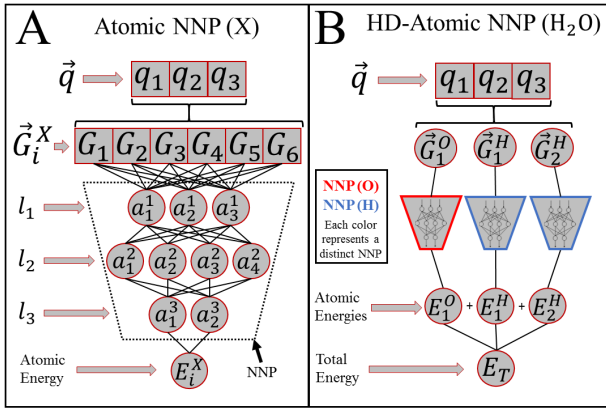 A
Atomic NNP (X)
q⃗
q₁ q₂ q₃
G⃗ᵢˣ
G₁ G₂ G₃ G₄ G₅ G₆
l₁
a₁¹ a₂¹ a₃¹
l₂
a₁² a₂² a₃² a₄²
l₃
a₁³ a₂³
Atomic
Energy
Eᵢˣ
NNP
B
HD-Atomic NNP (H₂O)
q⃗
q₁ q₂ q₃
G⃗₁ᴼ G⃗₁ᴴ G⃗₂ᴴ
NNP(O)
NNP(H)
Each color
represents a
distinct NNP
Atomic
Energies
E₁ᴼ + E₁ᴴ + E₂ᴴ
Total
Energy
E_T